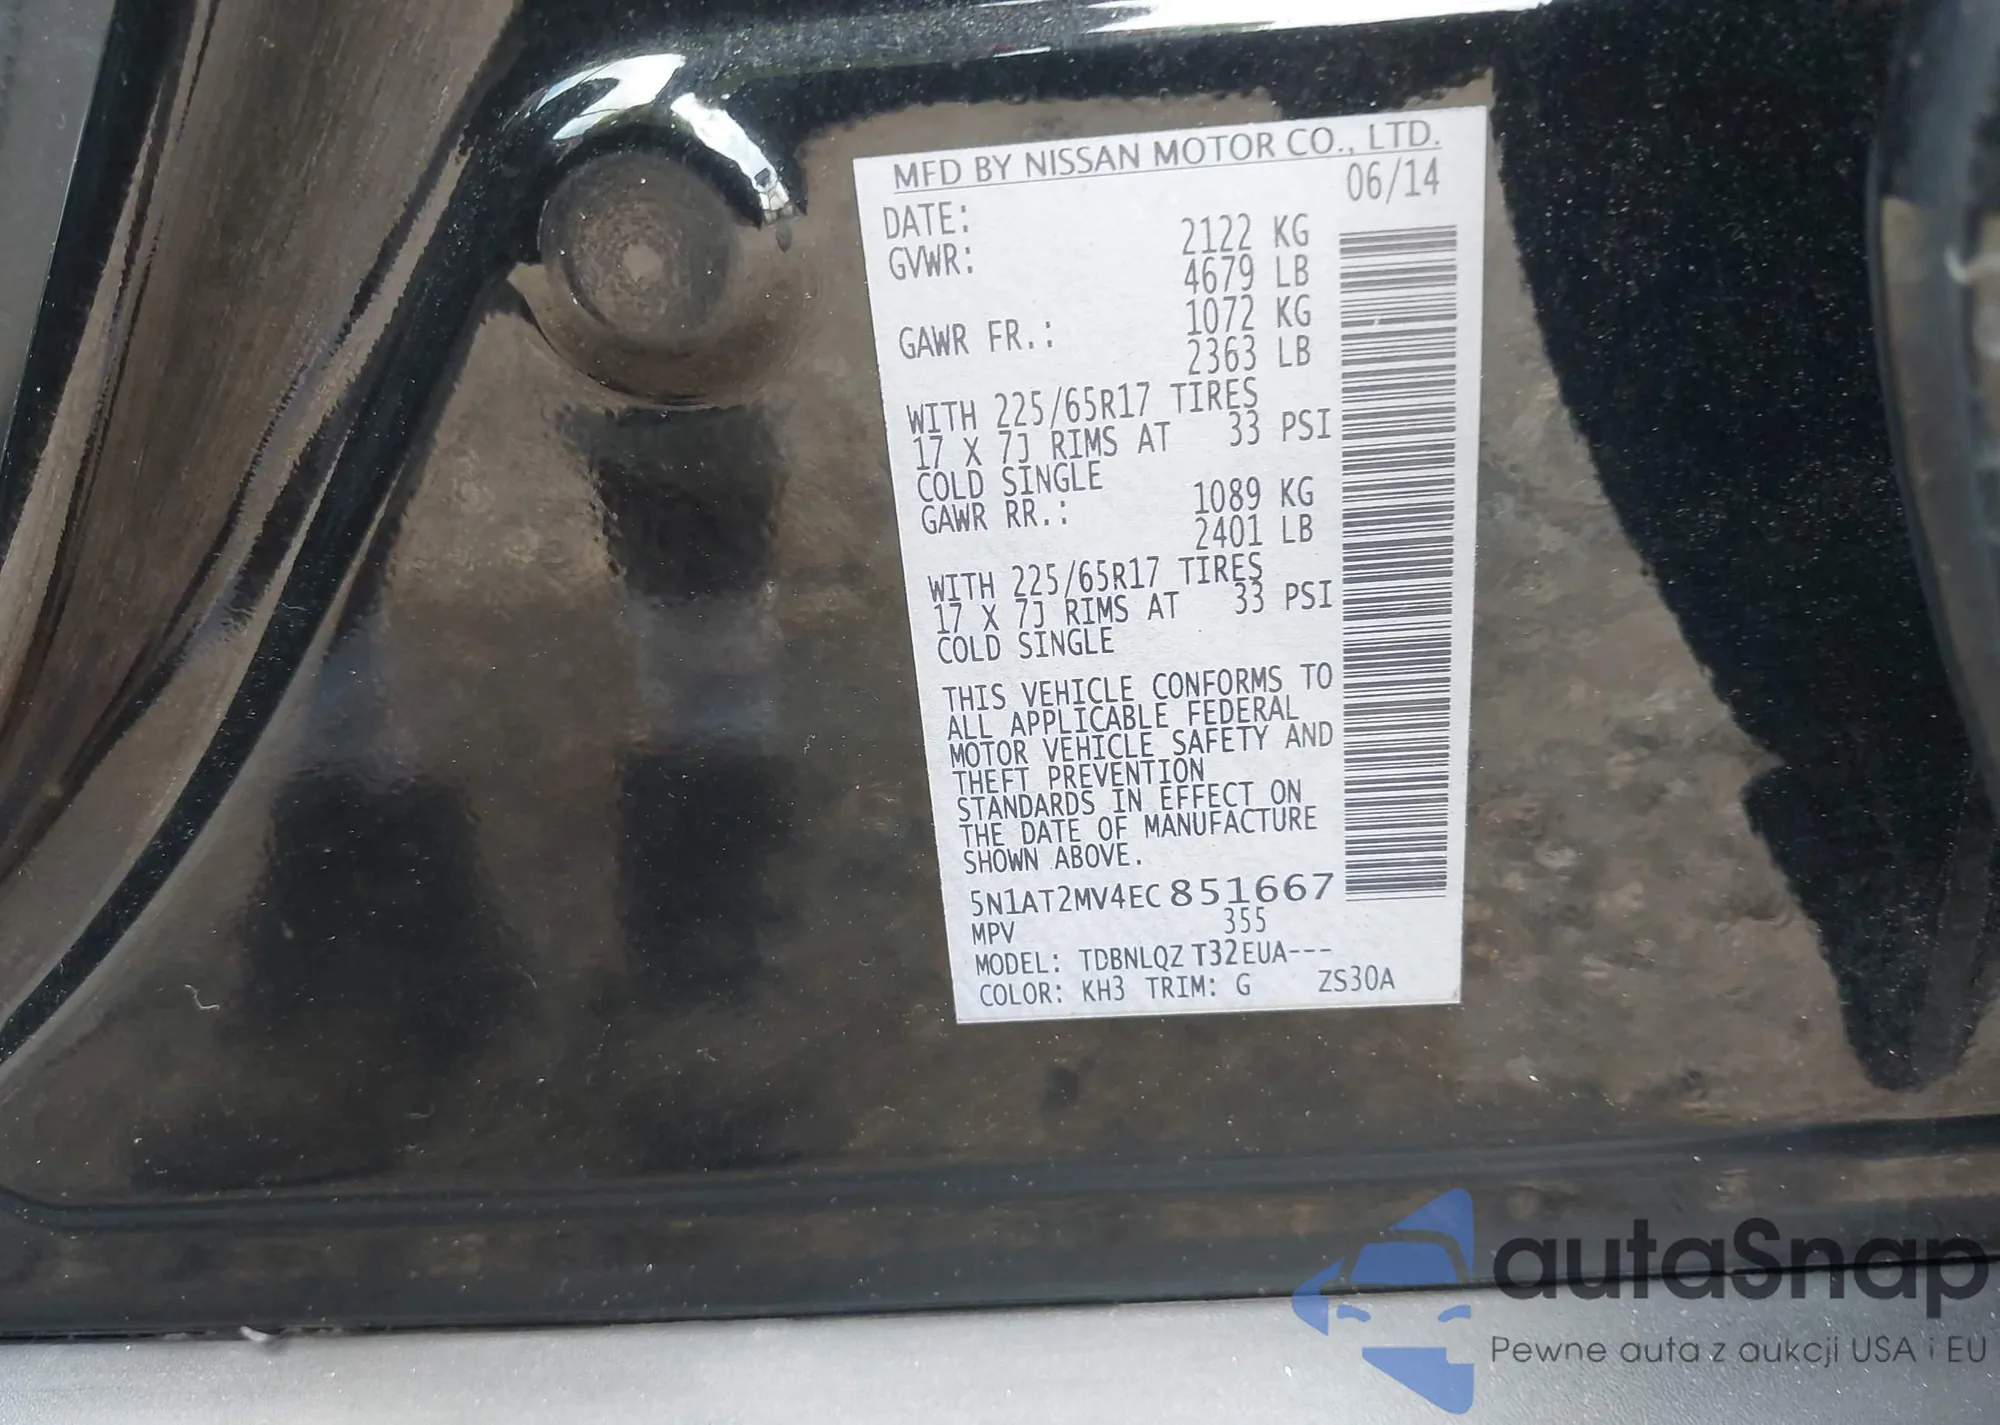 MFD BY NISSAN MOTOR CO., LTD.
DATE: 06/14
GVWR: 2122 KG
4679 LB
GAWR FR.: 1072 KG
2363 LB
WITH 225/65R17 TIRES
17 X 7J RIMS AT 33 PSI
COLD SINGLE
GAWR RR.: 1089 KG
2401 LB
WITH 225/65R17 TIRES
17 X 7J RIMS AT 33 PSI
COLD SINGLE
THIS VEHICLE CONFORMS TO
ALL APPLICABLE FEDERAL
MOTOR VEHICLE SAFETY AND
THEFT PREVENTION
STANDARDS IN EFFECT ON
THE DATE OF MANUFACTURE
SHOWN ABOVE.
5N1AT2MV4EC851667
MPV 355
MODEL: TDBNLQZ T32EUA---
COLOR: KH3 TRIM: G ZS30A
autaSnap
Pewne auta z aukcji USA i EU